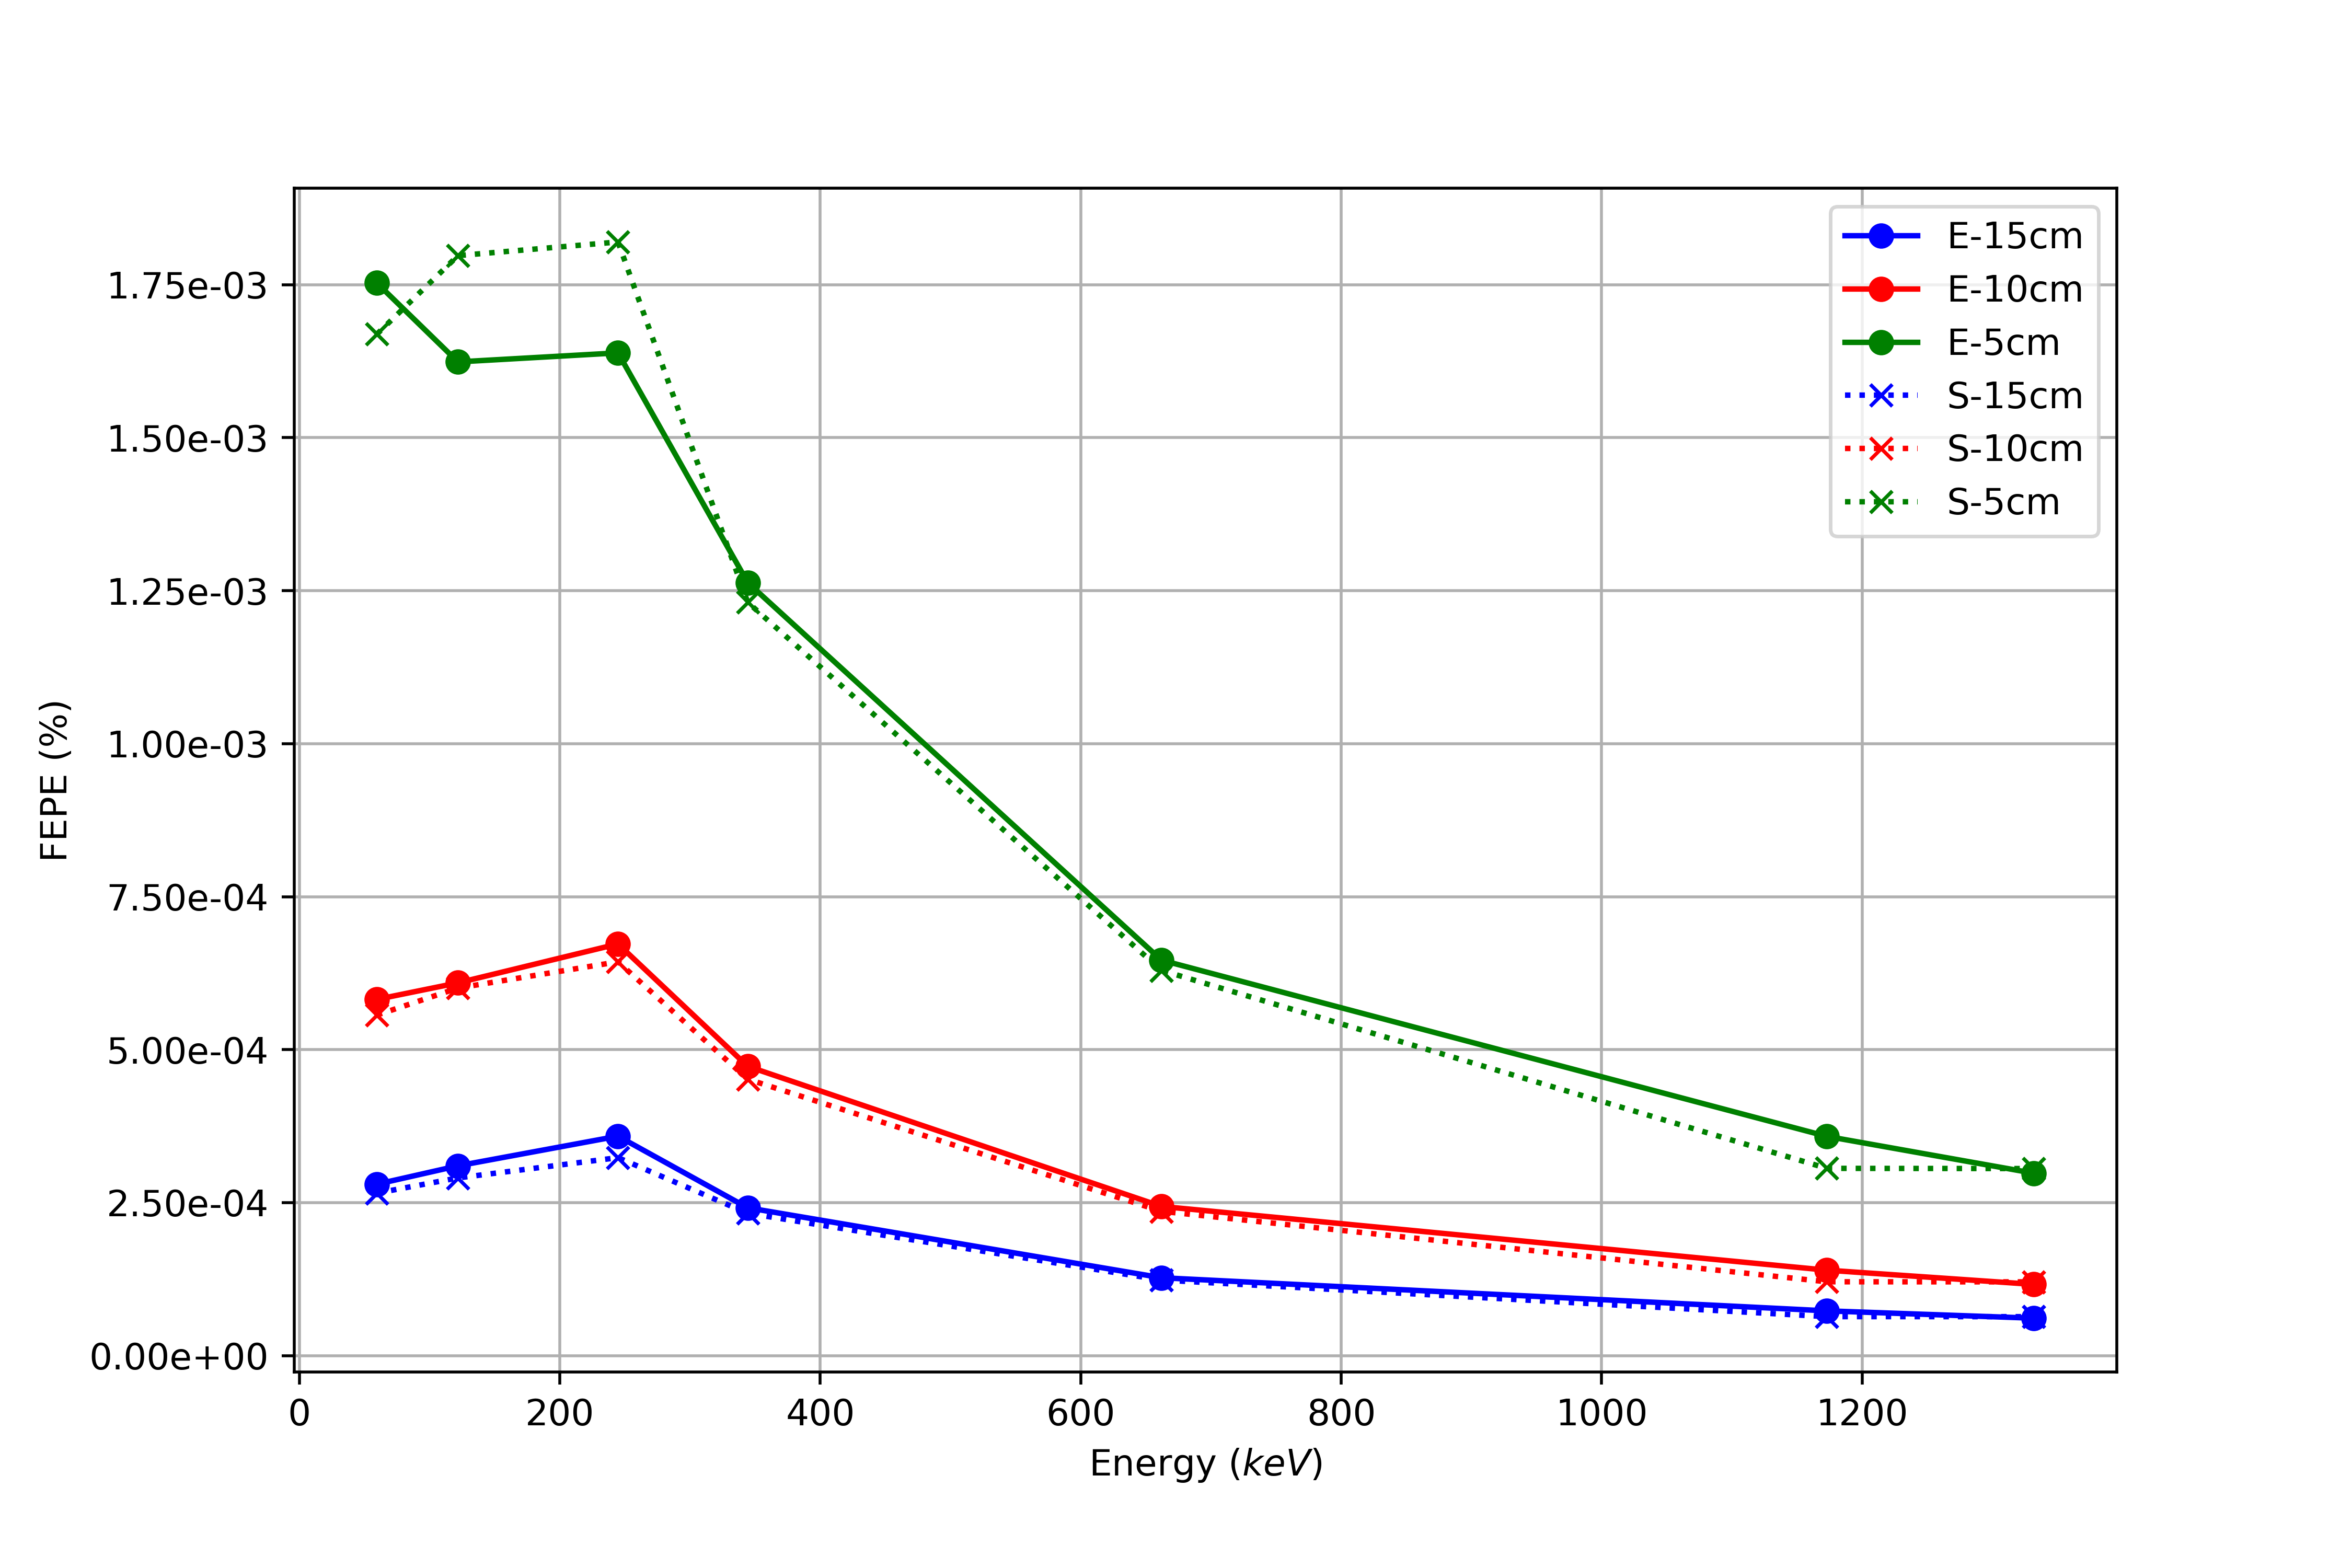 FEPE (%)
1.75e-03
1.50e-03
1.25e-03
1.00e-03
7.50e-04
5.00e-04
2.50e-04
0.00e+00
0 200 400 600 800 1000 1200
Energy (keV)
E-15cm
E-10cm
E-5cm
S-15cm
S-10cm
S-5cm